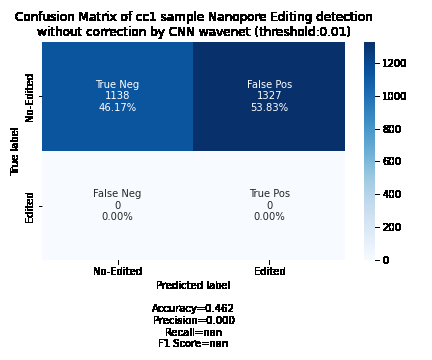 Confusion Matrix of cc1 sample Nanopore Editing detection
without correction by CNN wavenet (threshold:0.01)
True Neg
1138
46.17%
False Pos
1327
53.83%
False Neg
0
0.00%
True Pos
0
0.00%
True label
No-Edited
Edited
No-Edited
Edited
Predicted label
1200
1000
800
600
400
200
0
Accuracy=0.462
Precision=0.000
Recall=nan
F1 Score=nan